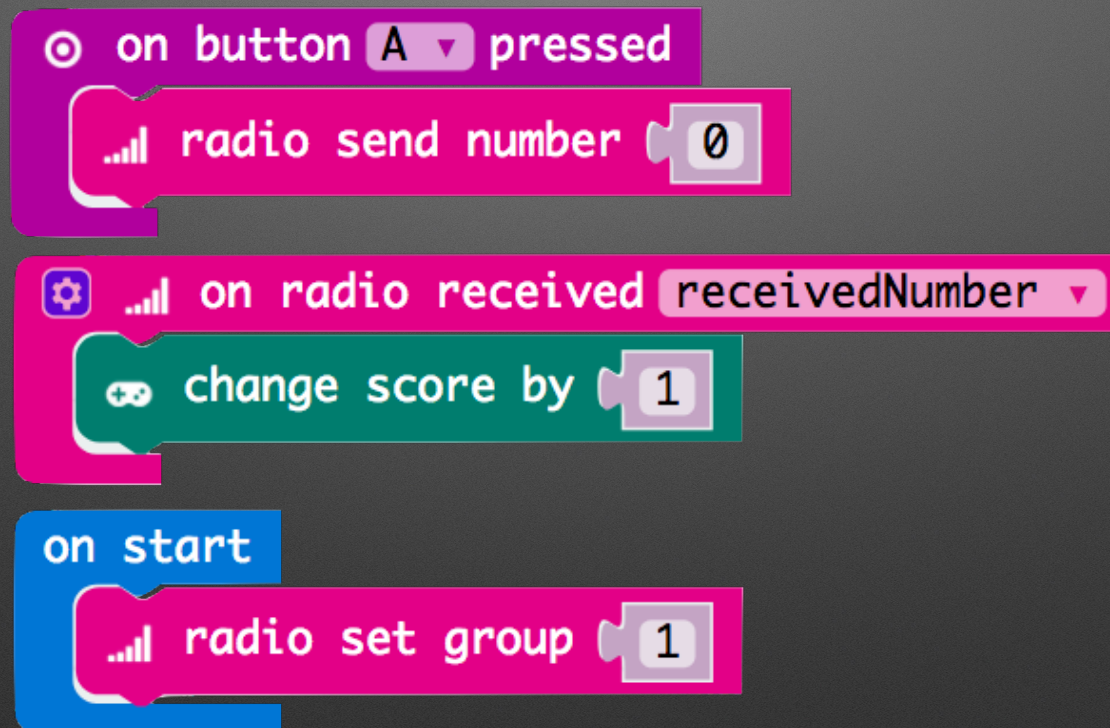 on button A pressed
radio send number 0
on radio received receivedNumber
change score by 1
on start
radio set group 1